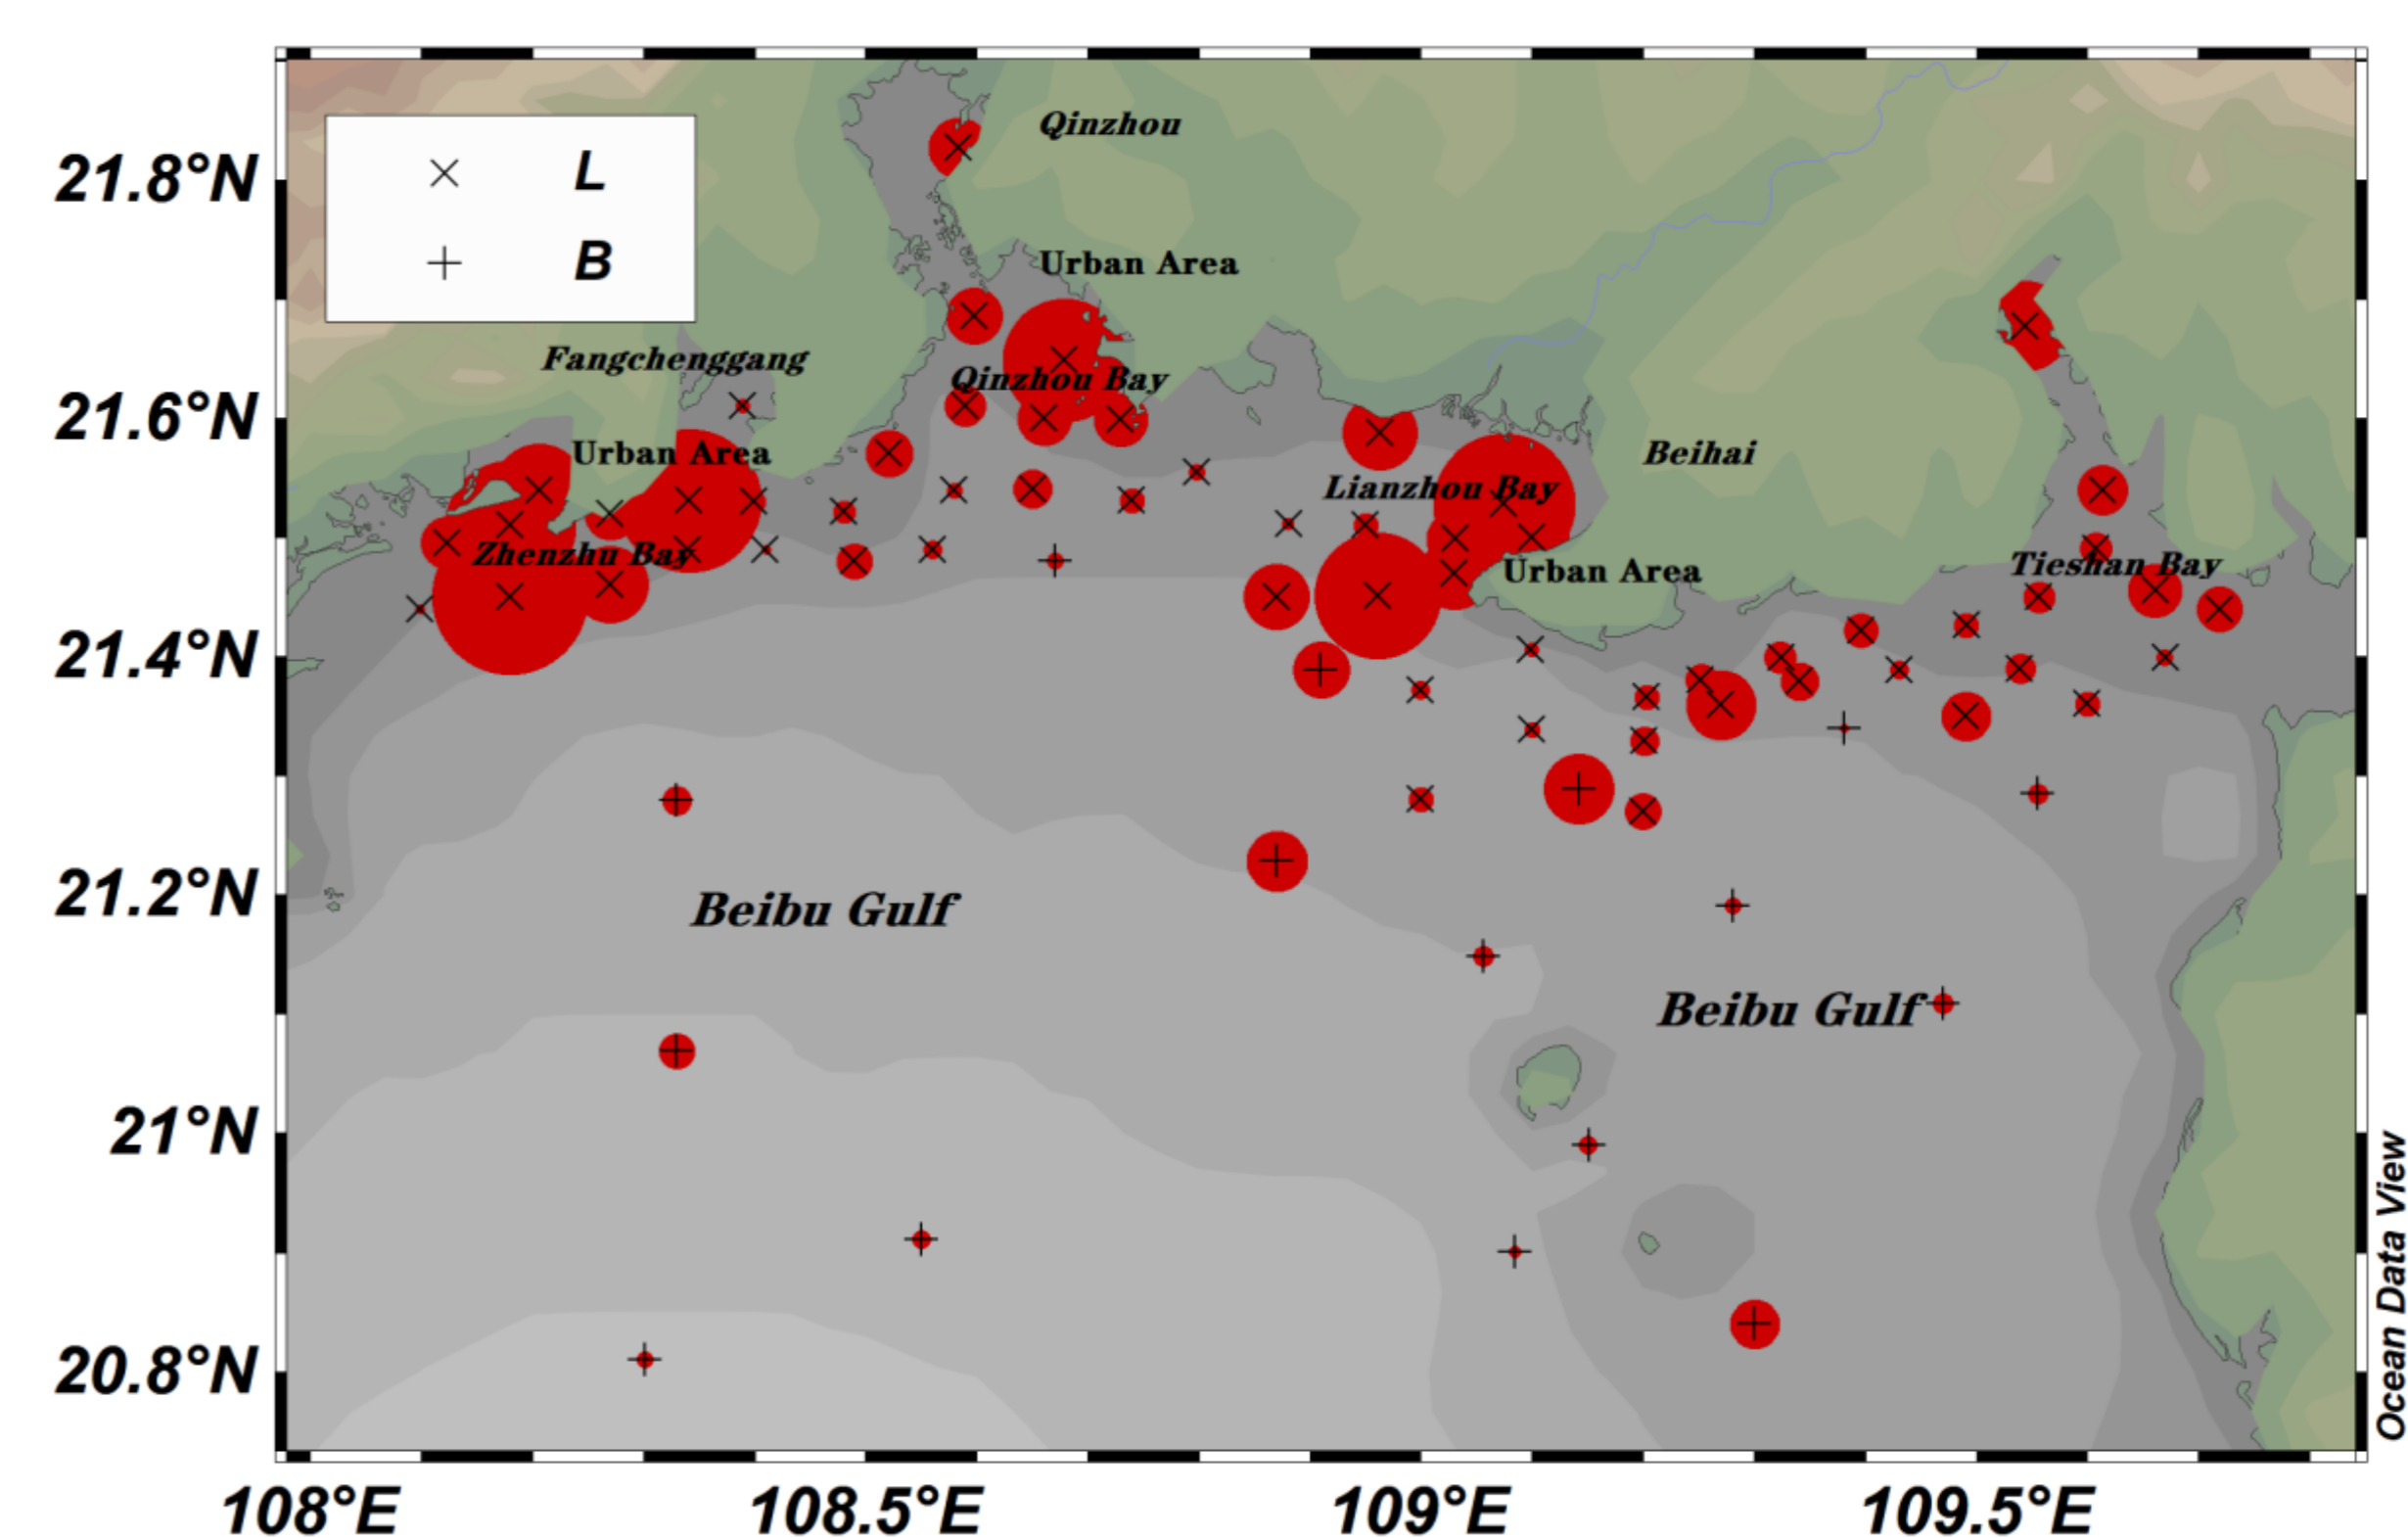 L
B
Qinzhou
Urban Area
Fangchenggang
Qinzhou Bay
Urban Area
Beihai
Lianzhou Bay
Zhenzhu Bay
Urban Area
Tieshan Bay
Beibu Gulf
Beibu Gulf
21.8°N
21.6°N
21.4°N
21.2°N
21°N
20.8°N
108°E
108.5°E
109°E
109.5°E
Ocean Data View